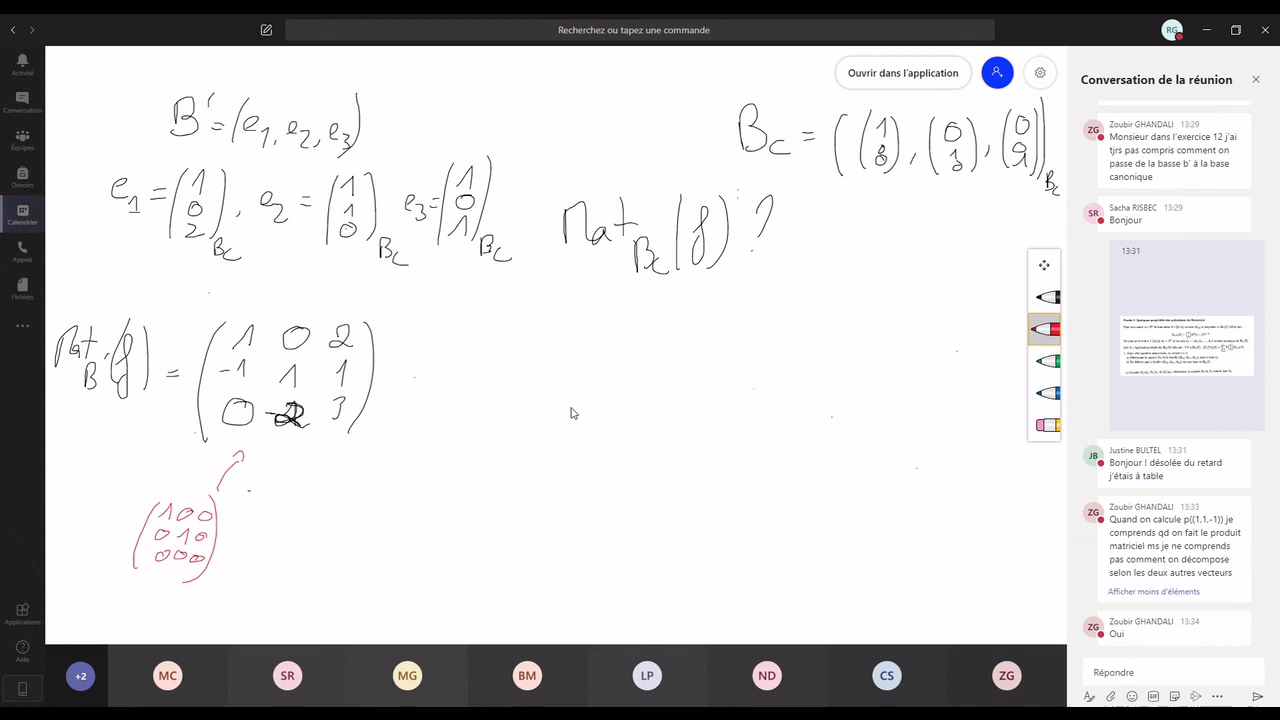 Recherchez ou tapez une commande
RG
Activité
Conversation
Équipes
Devoirs
Calendrier
Appels
Fichiers
Applications
Aide
Ouvrir dans l'application
B' = (e1, e2, e3)
e1 = (1 0 2)Bc, e2 = (1 1 0)Bc e3 = (1 0 1)Bc
Bc = ((1 0 0), (0 1 0), (0 0 1))Bc
Mat Bc (f) ?
Mat B' (f) = (1 0 2
-1 1 1
0 -2 3)
(1 0 0
0 1 0
0 0 0)
Conversation de la réunion
ZG
Zoubir GHANDALI 13:29
Monsieur dans l'exercice 12 j'ai
tjrs pas compris comment on
passe de la basse b' à la base
canonique
SR
Sacha RISBEC 13:29
Bonjour
13:31
JB
Justine BULTEL 13:31
Bonjour ! désolée du retard
j'étais à table
ZG
Zoubir GHANDALI 13:33
Quand on calcule p((1,1,-1)) je
comprends qd on fait le produit
matriciel ms je ne comprends
pas comment on décompose
selon les deux autres vecteurs
Afficher moins d'éléments
ZG
Zoubir GHANDALI 13:34
Oui
Répondre
+2 MC SR MG BM LP ND CS ZG